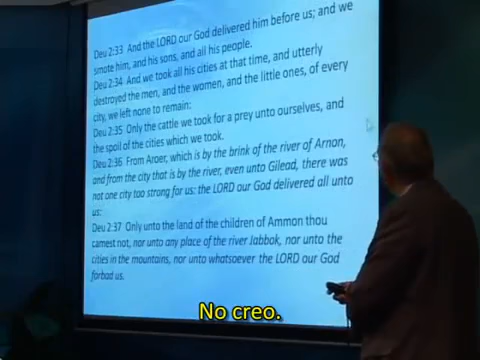 Deu 2:33 And the LORD our God delivered him before us; and we
smote him, and his sons, and all his people.
Deu 2:34 And we took all his cities at that time, and utterly
destroyed the men, and the women, and the little ones, of every
city, we left none to remain:
Deu 2:35 Only the cattle we took for a prey unto ourselves, and
the spoil of the cities which we took.
Deu 2:36 From Aroer, which is by the brink of the river of Arnon,
and from the city that is by the river, even unto Gilead, there was
not one city too strong for us: the LORD our God delivered all unto
us:
Deu 2:37 Only unto the land of the children of Ammon thou
camest not, nor unto any place of the river Jabbok, nor unto the
cities in the mountains, nor unto whatsoever the LORD our God
forbad us.
No creo.